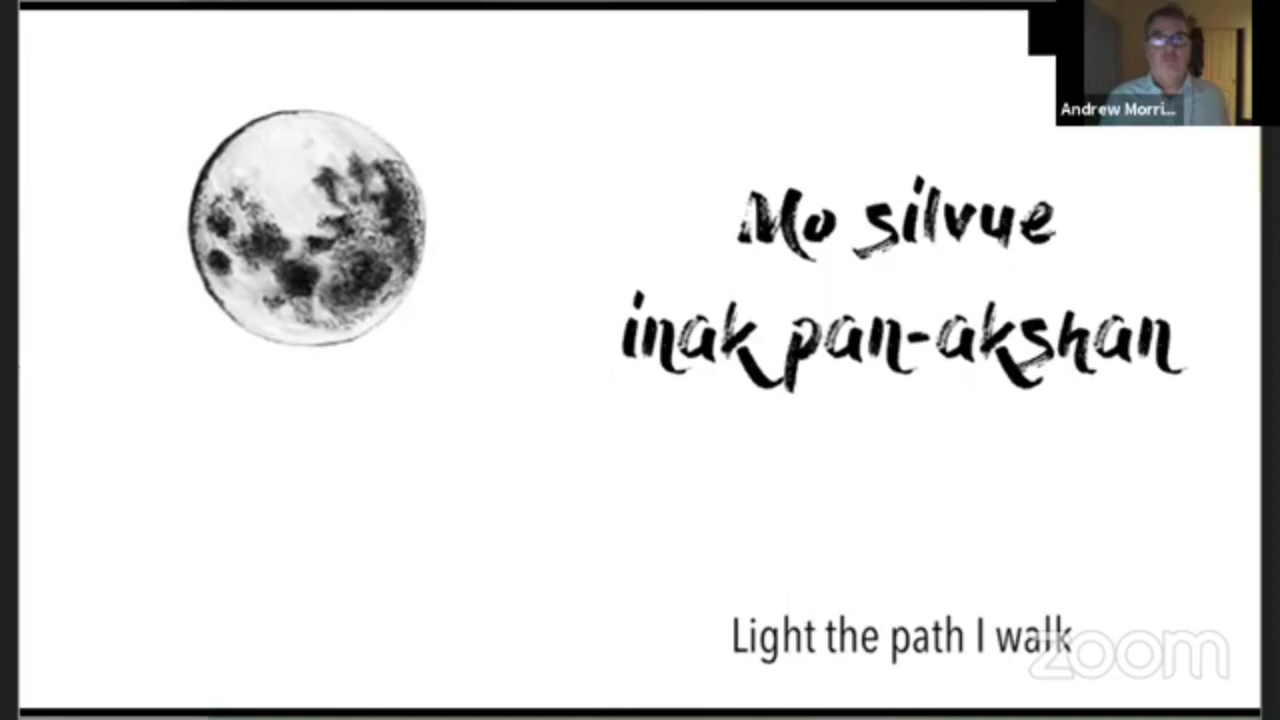 Andrew Morri...
Mo silvue
inak pan-akshan
Light the path I walk
zoom